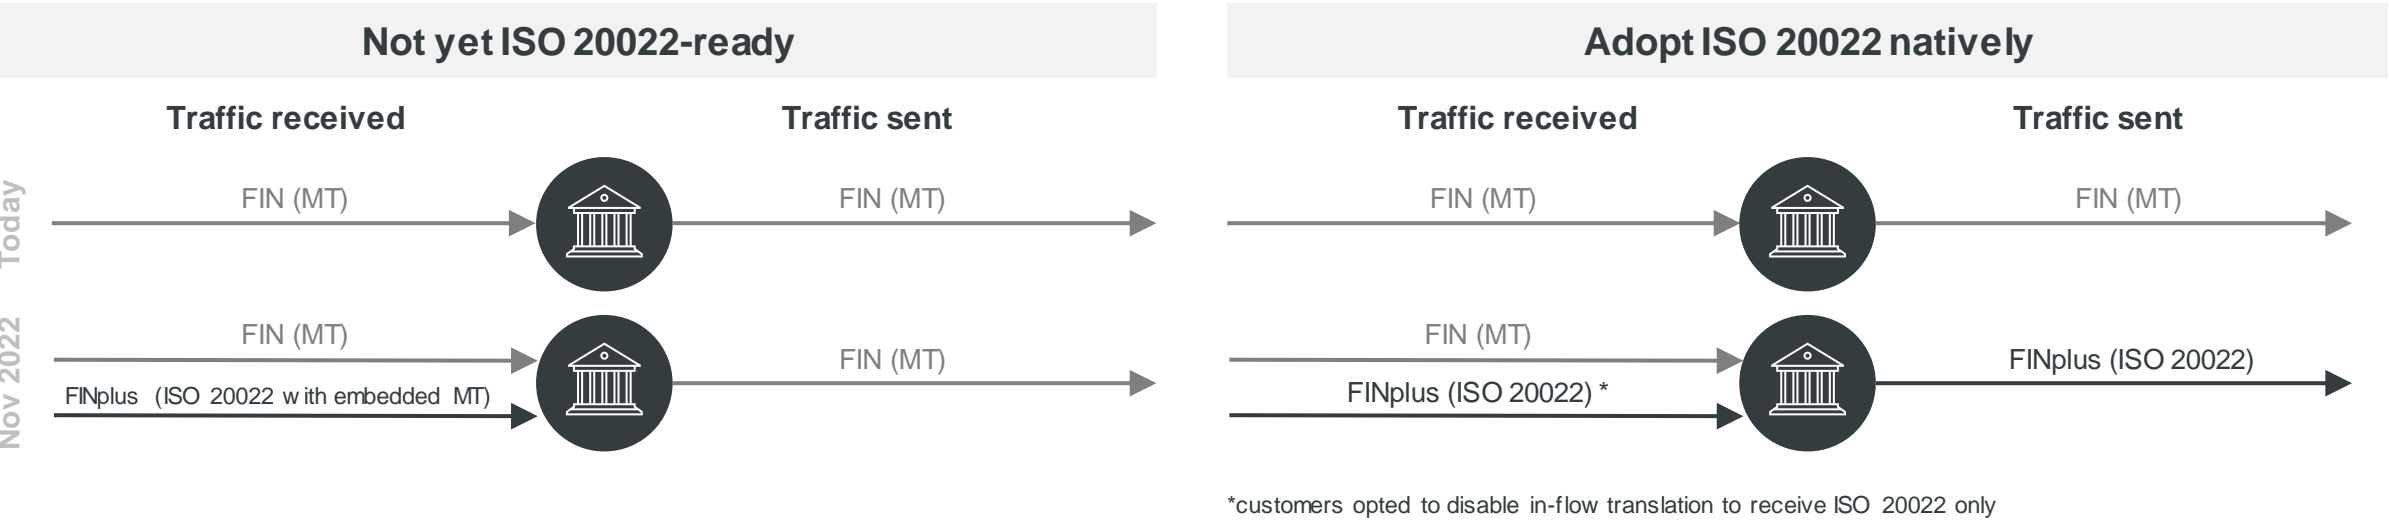 Not yet ISO 20022-ready
Traffic received
Traffic sent
Today
FIN (MT)
FIN (MT)
Nov 2022
FIN (MT)
FINplus (ISO 20022 with embedded MT)
FIN (MT)
Adopt ISO 20022 natively
Traffic received
Traffic sent
FIN (MT)
FIN (MT)
FIN (MT)
FINplus (ISO 20022) *
FINplus (ISO 20022)
*customers opted to disable in-flow translation to receive ISO 20022 only